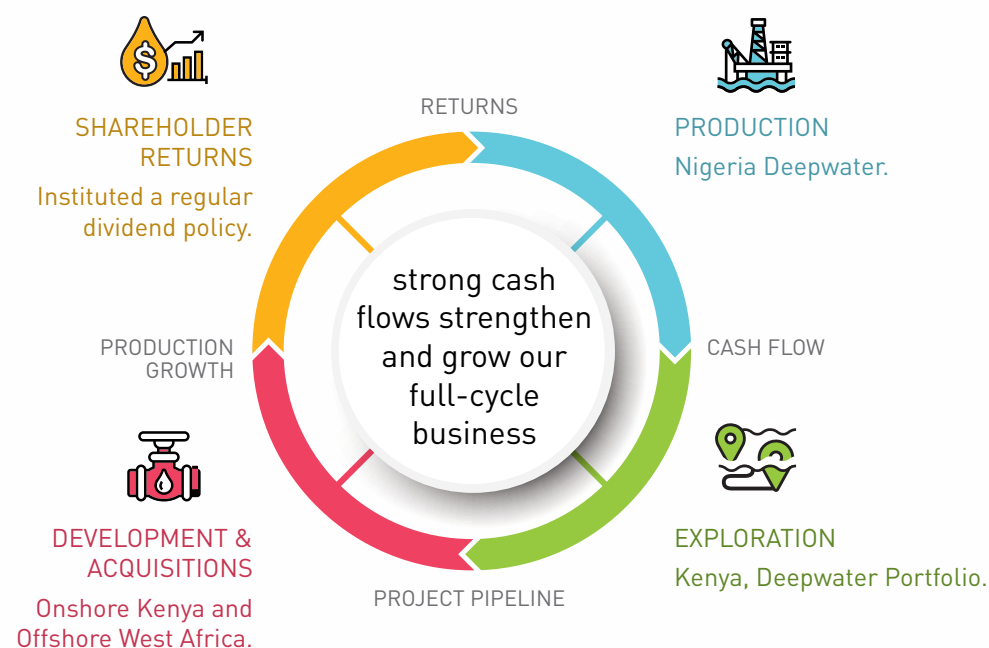 RETURNS
SHAREHOLDER
RETURNS
Instituted a regular
dividend policy.
PRODUCTION
Nigeria Deepwater.
strong cash
flows strengthen
and grow our
full-cycle
business
PRODUCTION
GROWTH
CASH FLOW
DEVELOPMENT &
ACQUISITIONS
Onshore Kenya and
Offshore West Africa.
EXPLORATION
Kenya, Deepwater Portfolio.
PROJECT PIPELINE